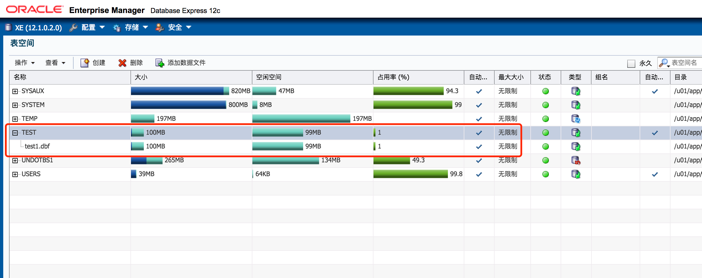 ORACLE Enterprise Manager Database Express 12c
XE (12.1.0.2.0) 配置 存储 安全
表空间
操作 查看 创建 删除 添加数据文件 永久 表空间名
名称 大小 空闲空间 占用率 (%) 自动... 最大大小 状态 类型 组名 自动... 目录
SYSAUX 820MB 47MB 94.3 无限制 /u01/app/
SYSTEM 800MB 8MB 99 无限制 /u01/app/
TEMP 197MB 197MB 无限制 /u01/app/
TEST 100MB 99MB 1 无限制 /u01/app/
test1.dbf 100MB 99MB 1 无限制 /u01/app/
UNDOTBS1 265MB 134MB 49.3 无限制 /u01/app/
USERS 39MB 64KB 99.8 无限制 /u01/app/